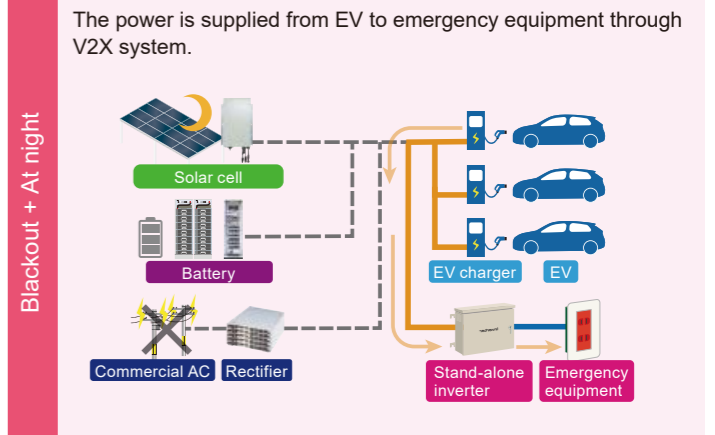 The power is supplied from EV to emergency equipment through
V2X system.
Blackout + At night
Solar cell
Battery
EV charger
EV
Commercial AC
Rectifier
Stand-alone
inverter
Emergency
equipment